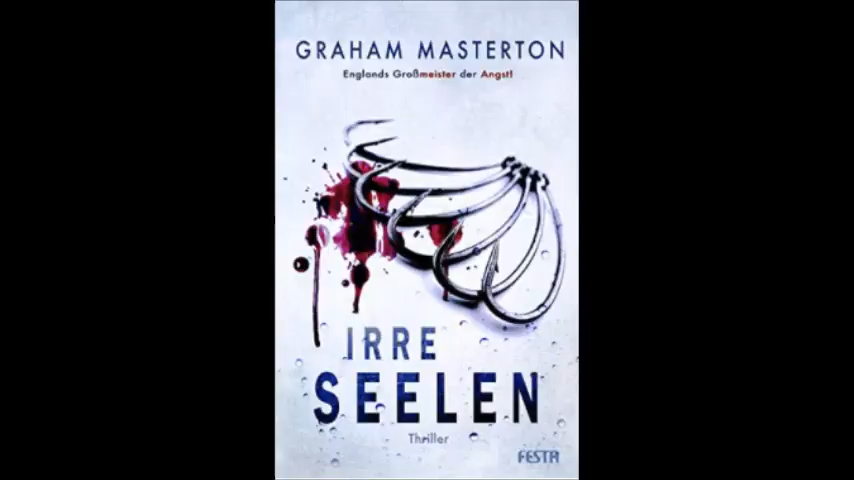 GRAHAM MASTERTON
Englands Großmeister der Angst!
IRRE
SEELEN
Thriller
FESTA